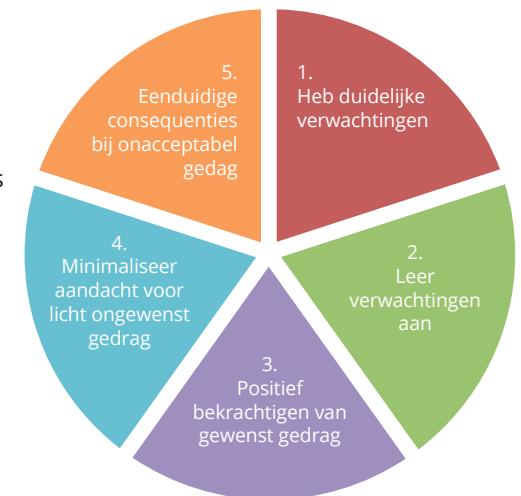 1.
Heb duidelijke
verwachtingen
2.
Leer
verwachtingen
aan
3.
Positief
bekrachtigen van
gewenst gedrag
4.
Minimaliseer
aandacht voor
licht ongewenst
gedrag
5.
Eenduidige
consequenties
bij onacceptabel
gedag
s